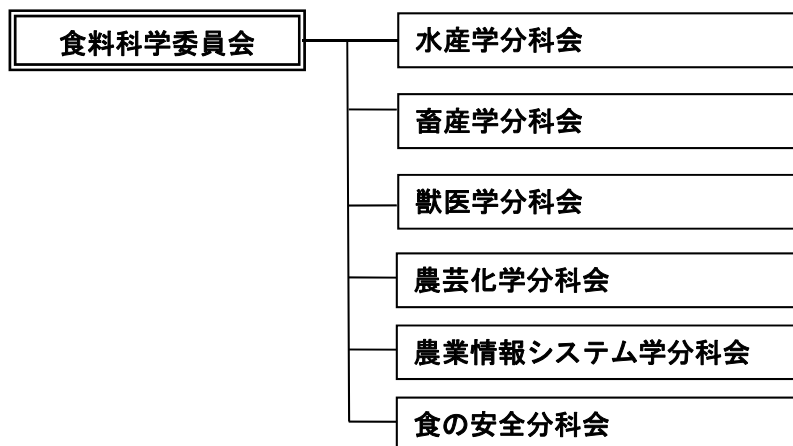 食料科学委員会
水産学分科会
畜産学分科会
獣医学分科会
農芸化学分科会
農業情報システム学分科会
食の安全分科会